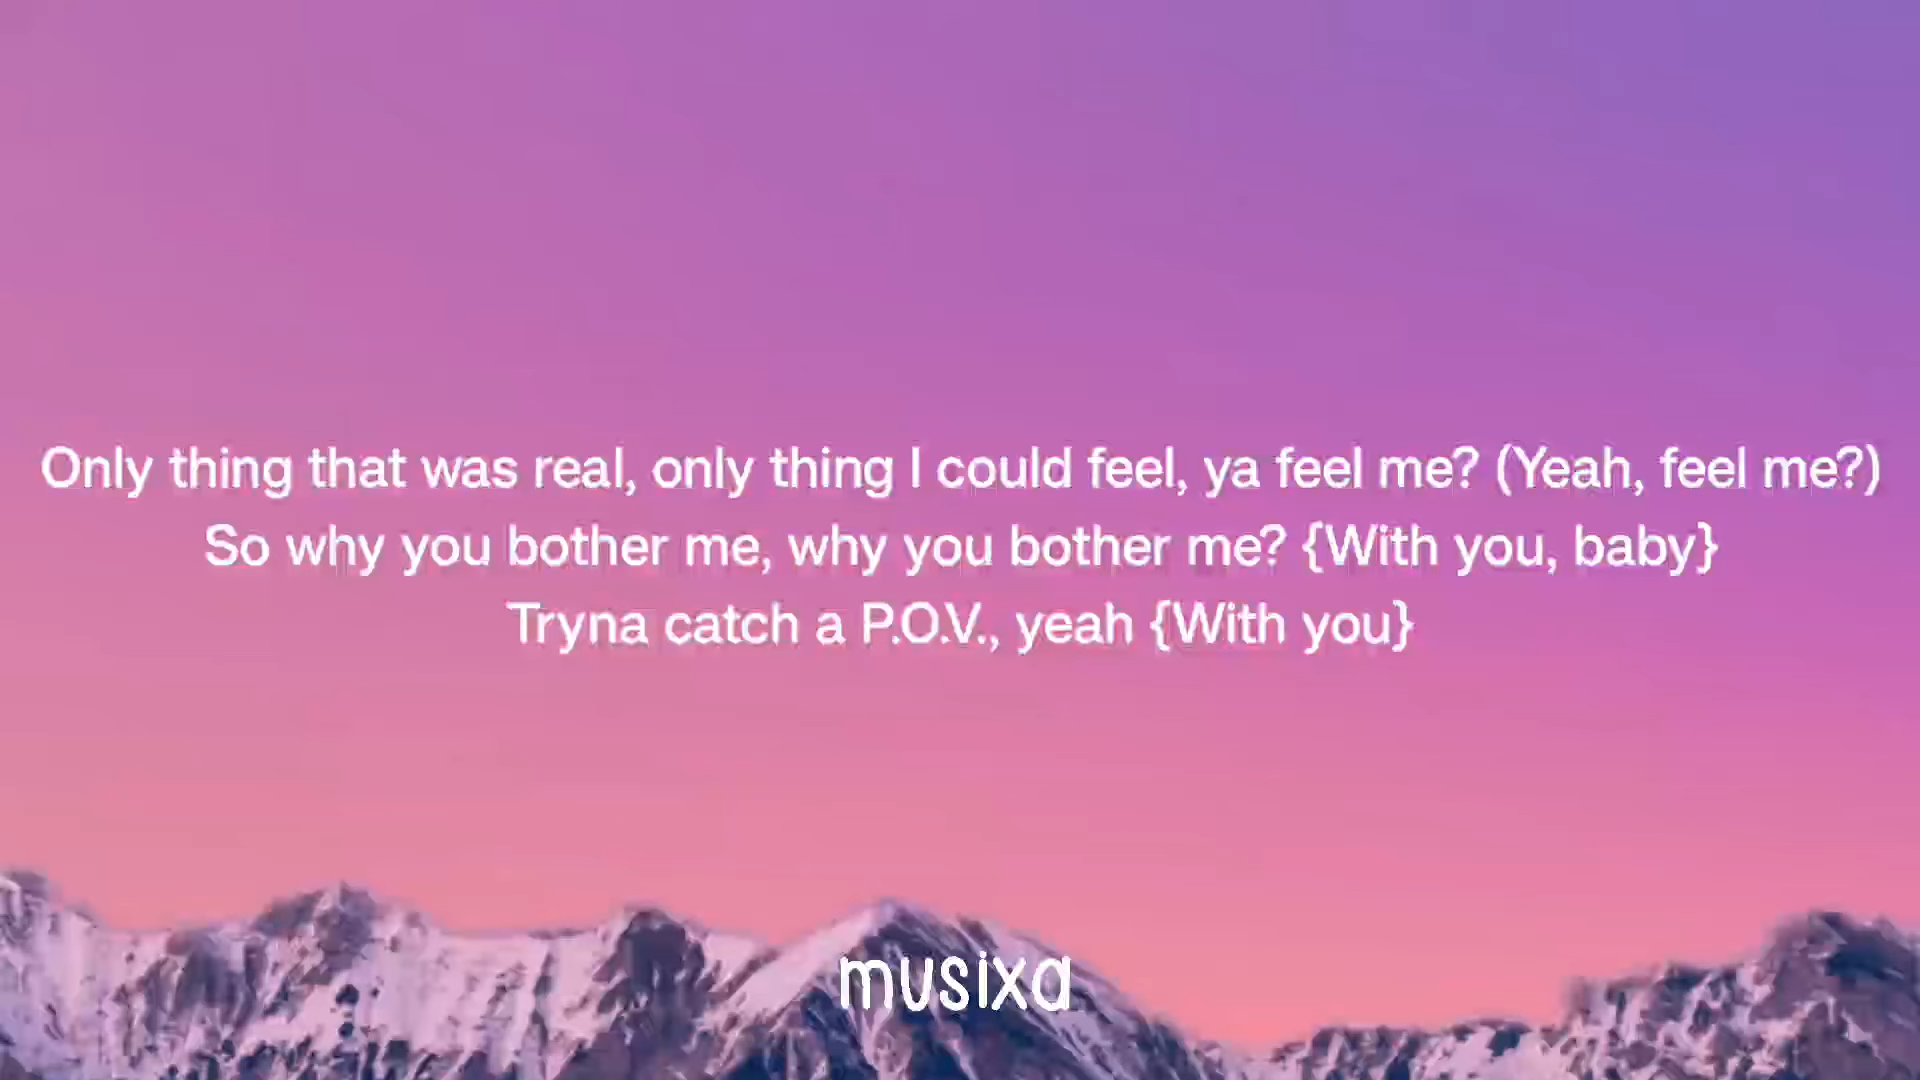 Only thing that was real, only thing I could feel, ya feel me? (Yeah, feel me?)
So why you bother me, why you bother me? {With you, baby}
Tryna catch a P.O.V., yeah {With you}
musixa